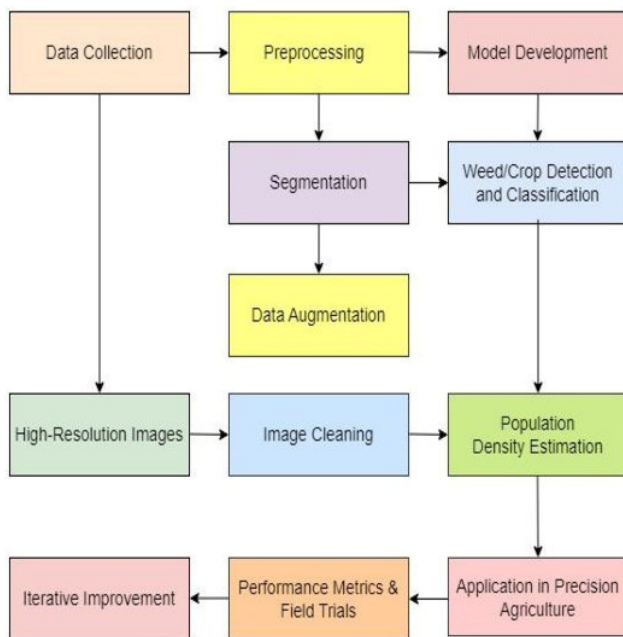 Data Collection
Preprocessing
Model Development
Segmentation
Weed/Crop Detection
and Classification
Data Augmentation
High-Resolution Images
Image Cleaning
Population
Density Estimation
Iterative Improvement
Performance Metrics &
Field Trials
Application in Precision
Agriculture